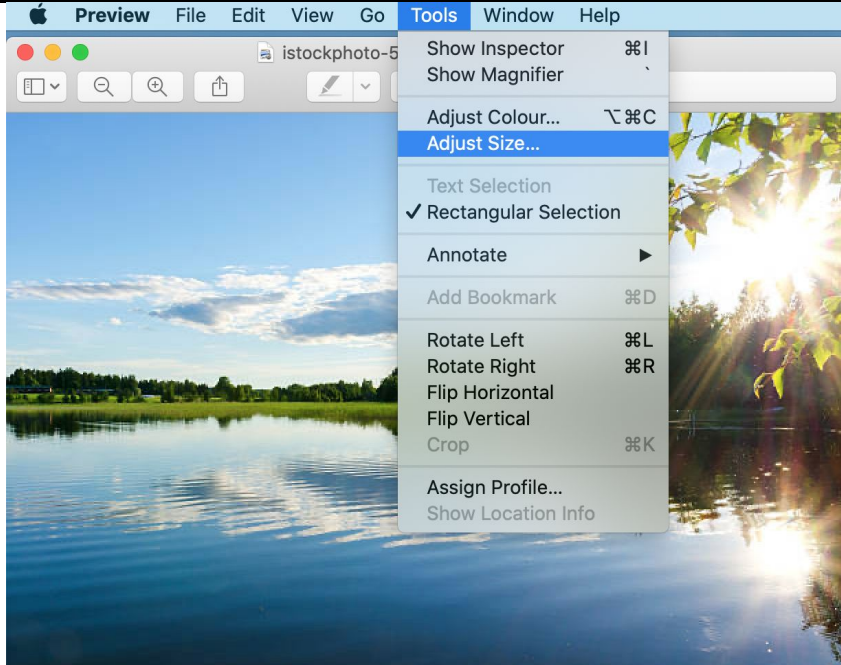 Preview File Edit View Go Tools Window Help
istockphoto-5
Show Inspector ⌘I
Show Magnifier `
Adjust Colour... ⌥⌘C
Adjust Size...
Text Selection
✓ Rectangular Selection
Annotate ▶
Add Bookmark ⌘D
Rotate Left ⌘L
Rotate Right ⌘R
Flip Horizontal
Flip Vertical
Crop ⌘K
Assign Profile...
Show Location Info